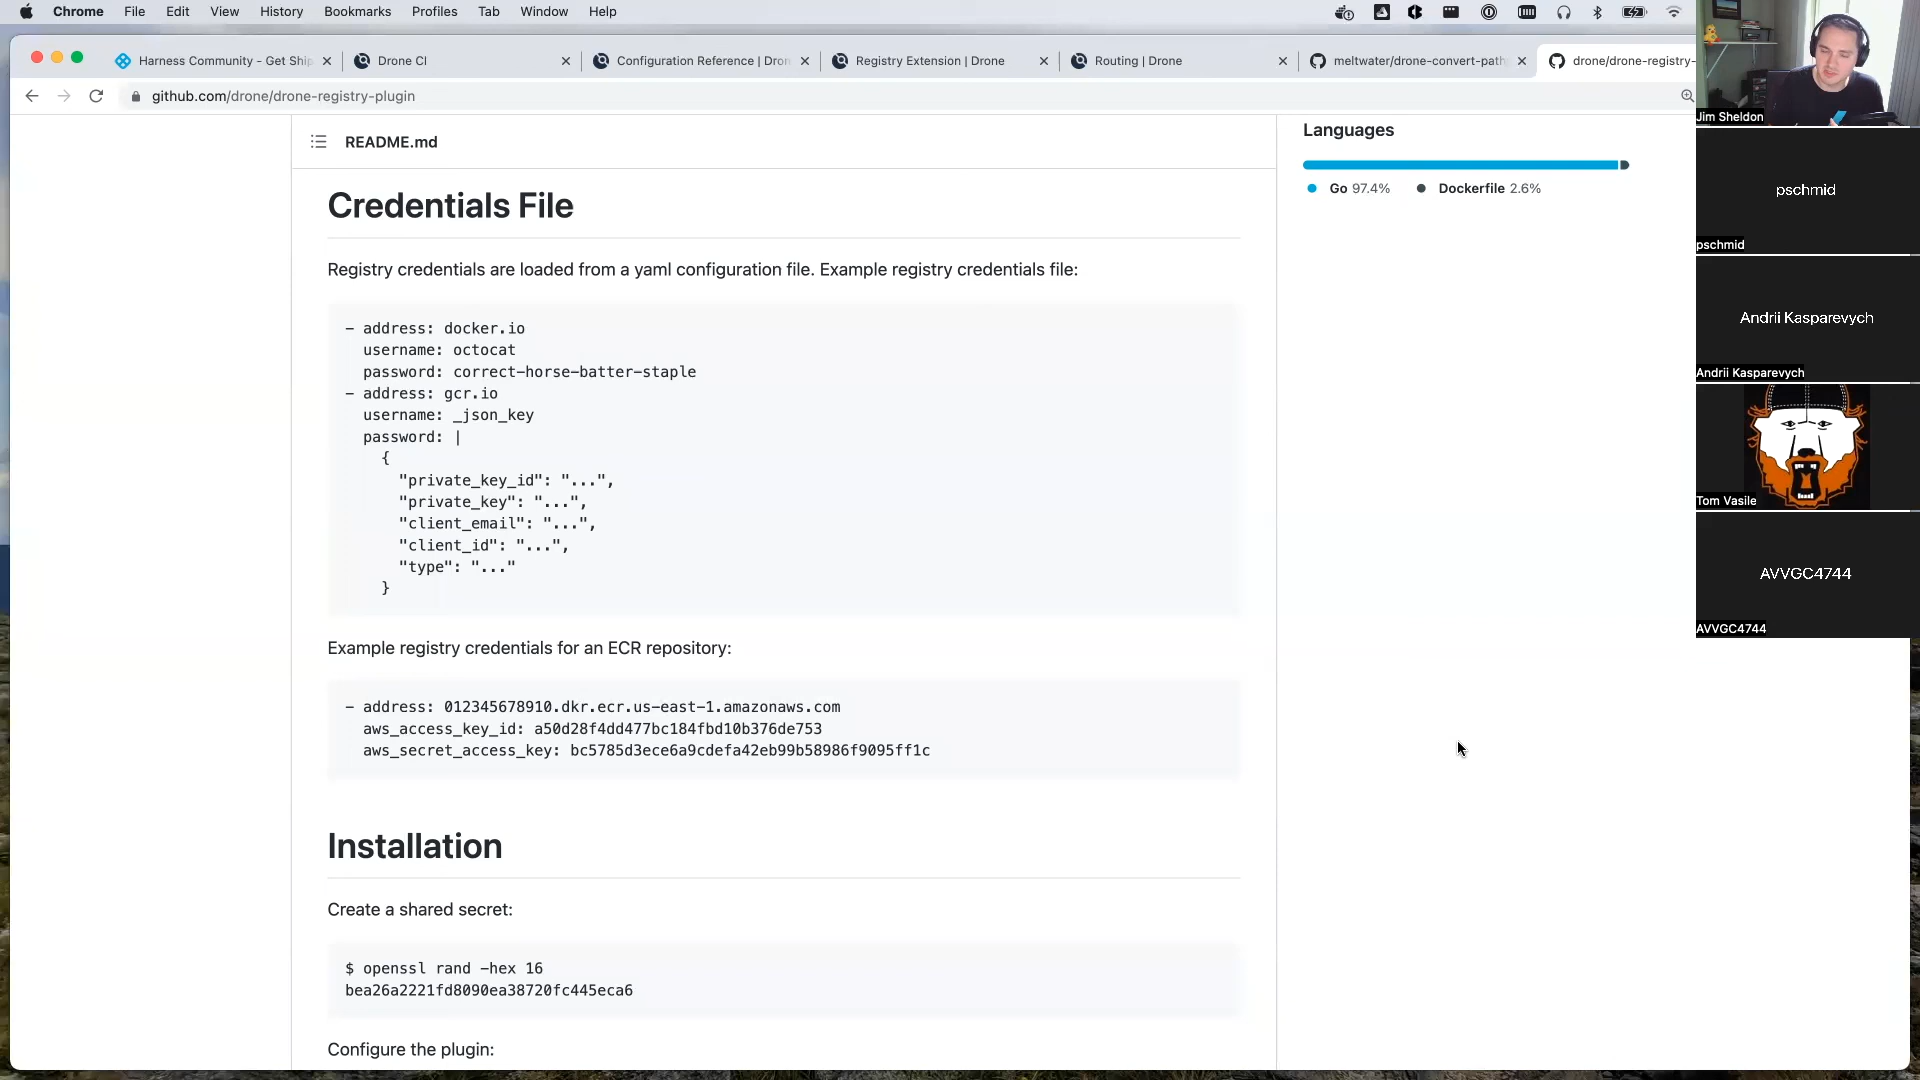 Chrome File Edit View History Bookmarks Profiles Tab Window Help
Harness Community - Get Ship
Drone CI
Configuration Reference | Dron
Registry Extension | Drone
Routing | Drone
meltwater/drone-convert-path
drone/drone-registry-
github.com/drone/drone-registry-plugin
README.md
Credentials File
Registry credentials are loaded from a yaml configuration file. Example registry credentials file:
- address: docker.io
username: octocat
password: correct-horse-batter-staple
- address: gcr.io
username: _json_key
password: |
{
"private_key_id": "...",
"private_key": "...",
"client_email": "...",
"client_id": "...",
"type": "..."
}
Example registry credentials for an ECR repository:
- address: 012345678910.dkr.ecr.us-east-1.amazonaws.com
aws_access_key_id: a50d28f4dd477bc184fbd10b376de753
aws_secret_access_key: bc5785d3ece6a9cdefa42eb99b58986f9095ff1c
Installation
Create a shared secret:
$ openssl rand -hex 16
bea26a2221fd8090ea38720fc445eca6
Configure the plugin:
Languages
Go 97.4% Dockerfile 2.6%
Jim Sheldon
pschmid
pschmid
Andrii Kasparevych
Andrii Kasparevych
Tom Vasile
AVVGC4744
AVVGC4744